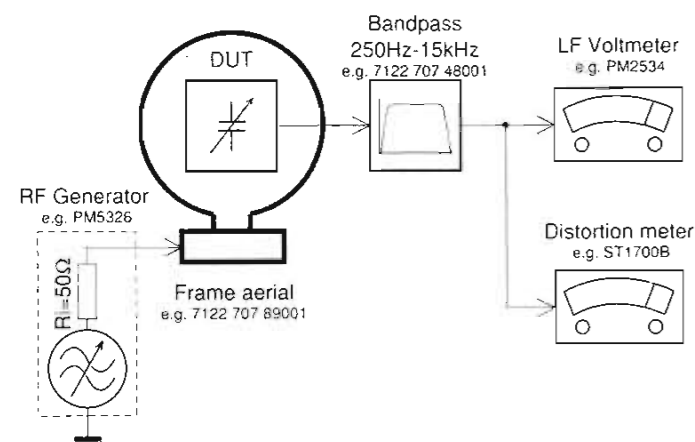 Bandpass
250Hz-15kHz
e.g. 7122 707 48001
LF Voltmeter
e.g. PM2534
DUT
RF Generator
e.g. PM5326
Ri=50Ω
Frame aerial
e.g. 7122 707 89001
Distortion meter
e.g. ST1700B